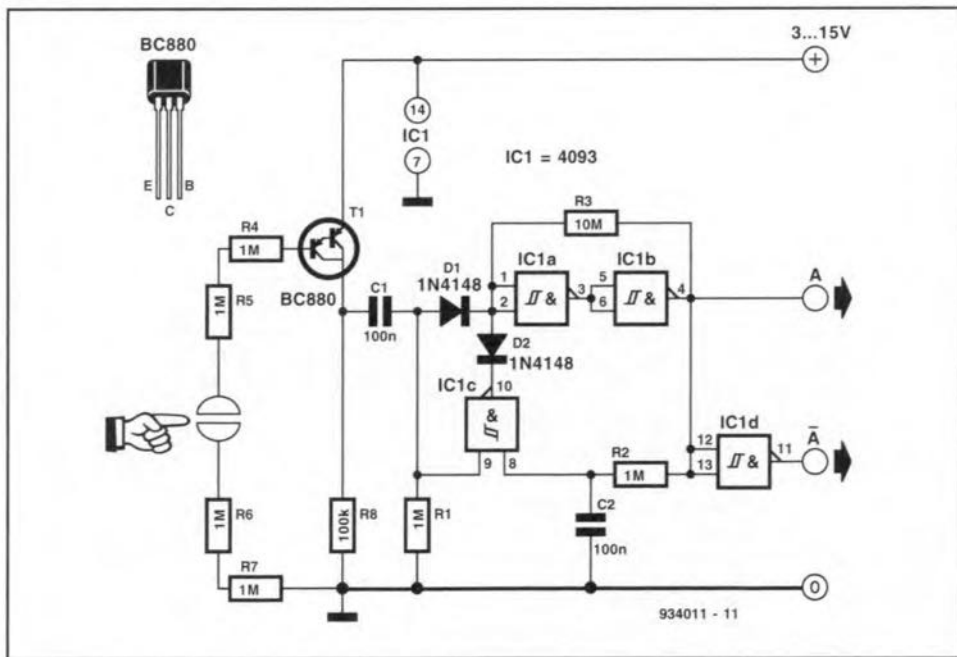 BC880
3...15V
+
14
IC1
7
IC1 = 4093
E
B
C
T1
R4
1M
BC880
R5
1M
R3
10M
IC1a
IC1b
D1
1N4148
C1
100n
1
2
&
3
5
6
&
4
A
D2
1N4148
10
IC1c
&
9
8
IC1d
12
13
&
11
Ā
R2
1M
R6
1M
R8
100k
R1
1M
C2
100n
R7
1M
0
934011 - 11